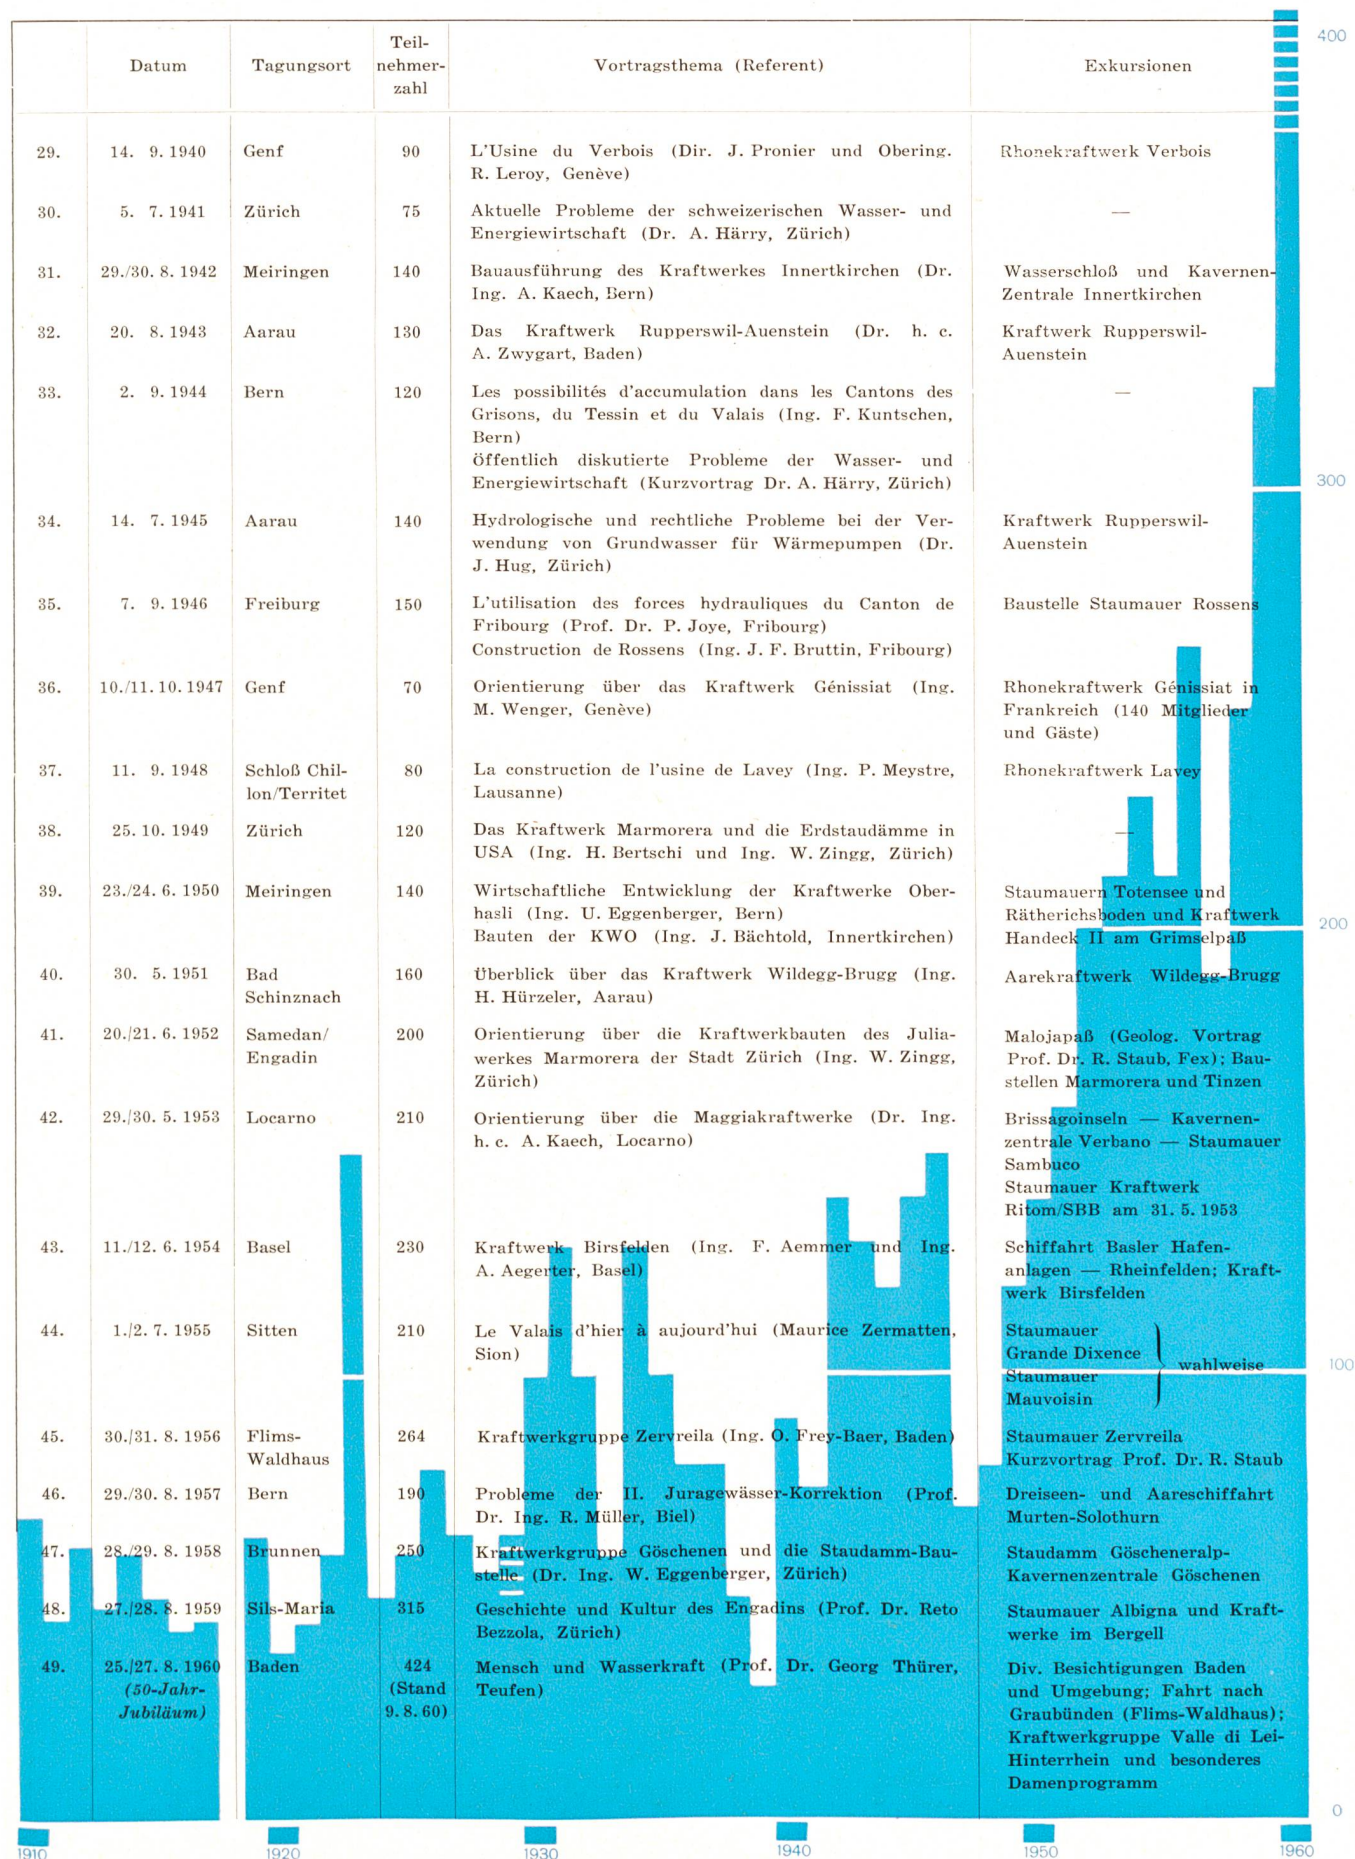 Datum Tagungsort Teil-
nehmer-
zahl Vortragsthema (Referent) Exkursionen
29. 14. 9. 1940 Genf 90 L'Usine du Verbois (Dir. J. Pronier und Obering. Rhonekraftwerk Verbois
R. Leroy, Genève)
30. 5. 7. 1941 Zürich 75 Aktuelle Probleme der schweizerischen Wasser- und —
Energiewirtschaft (Dr. A. Härry, Zürich)
31. 29./30. 8. 1942 Meiringen 140 Bauausführung des Kraftwerkes Innertkirchen (Dr. Wasserschloß und Kavernen-
Ing. A. Kaech, Bern) Zentrale Innertkirchen
32. 20. 8. 1943 Aarau 130 Das Kraftwerk Rupperswil-Auenstein (Dr. h. c. Kraftwerk Rupperswil-
A. Zwygart, Baden) Auenstein
33. 2. 9. 1944 Bern 120 Les possibilités d'accumulation dans les Cantons des —
Grisons, du Tessin et du Valais (Ing. F. Kuntschen,
Bern)
öffentlich diskutierte Probleme der Wasser- und
Energiewirtschaft (Kurzvortrag Dr. A. Härry, Zürich)
34. 14. 7. 1945 Aarau 140 Hydrologische und rechtliche Probleme bei der Ver- Kraftwerk Rupperswil-
wendung von Grundwasser für Wärmepumpen (Dr. Auenstein
J. Hug, Zürich)
35. 7. 9. 1946 Freiburg 150 L'utilisation des forces hydrauliques du Canton de Baustelle Staumauer Rossens
Fribourg (Prof. Dr. P. Joye, Fribourg)
Construction de Rossens (Ing. J. F. Bruttin, Fribourg)
36. 10./11. 10. 1947 Genf 70 Orientierung über das Kraftwerk Génissiat (Ing. Rhonekraftwerk Génissiat in
M. Wenger, Genève) Frankreich (140 Mitglieder
und Gäste)
37. 11. 9. 1948 Schloß Chil- 80 La construction de l'usine de Lavey (Ing. P. Meystre, Rhonekraftwerk Lavey
lon/Territet Lausanne)
38. 25. 10. 1949 Zürich 120 Das Kraftwerk Marmorera und die Erdstaudämme in —
USA (Ing. H. Bertschi und Ing. W. Zingg, Zürich)
39. 23./24. 6. 1950 Meiringen 140 Wirtschaftliche Entwicklung der Kraftwerke Ober- Staumauern Totensee und
hasli (Ing. U. Eggenberger, Bern) Rätherichsboden und Kraftwerk
Bauten der KWO (Ing. J. Bächtold, Innertkirchen) Handeck II am Grimselpaß
40. 30. 5. 1951 Bad 160 Überblick über das Kraftwerk Wildegg-Brugg (Ing. Aarekraftwerk Wildegg-Brugg
Schinznach H. Hürzeler, Aarau)
41. 20./21. 6. 1952 Samedan/ 200 Orientierung über die Kraftwerkbauten des Julia- Malojapaß (Geolog. Vortrag
Engadin werkes Marmorera der Stadt Zürich (Ing. W. Zingg, Prof. Dr. R. Staub, Fex); Bau-
Zürich) stellen Marmorera und Tinzen
42. 29./30. 5. 1953 Locarno 210 Orientierung über die Maggiakraftwerke (Dr. Ing. Brissagoinseln — Kavernen-
h. c. A. Kaech, Locarno) zentrale Verbano — Staumauer
Sambuco
Staumauer Kraftwerk
Ritom/SBB am 31. 5. 1953
43. 11./12. 6. 1954 Basel 230 Kraftwerk Birsfelden (Ing. F. Aemmer und Ing. Schiffahrt Basler Hafen-
A. Aegerter, Basel) anlagen — Rheinfelden; Kraft-
werk Birsfelden
44. 1./2. 7. 1955 Sitten 210 Le Valais d'hier à aujourd'hui (Maurice Zermatten, Staumauer
Sion) Grande Dixence
wahlweise
Staumauer
Mauvoisin
45. 30./31. 8. 1956 Flims- 264 Kraftwerkgruppe Zervreila (Ing. O. Frey-Baer, Baden) Staumauer Zervreila
Waldhaus Kurzvortrag Prof. Dr. R. Staub
46. 29./30. 8. 1957 Bern 190 Probleme der II. Juragewässer-Korrektion (Prof. Dreiseen- und Aareschiffahrt
Dr. Ing. R. Müller, Biel) Murten-Solothurn
47. 28./29. 8. 1958 Brunnen 250 Kraftwerkgruppe Göschenen und die Staudamm-Bau- Staudamm Göscheneralp-
stelle (Dr. Ing. W. Eggenberger, Zürich) Kavernenzentrale Göschenen
48. 27./28. 8. 1959 Sils-Maria 315 Geschichte und Kultur des Engadins (Prof. Dr. Reto Staumauer Albigna und Kraft-
Bezzola, Zürich) werke im Bergell
49. 25./27. 8. 1960 Baden 424 Mensch und Wasserkraft (Prof. Dr. Georg Thürer, Div. Besichtigungen Baden
(50-Jahr- (Stand Teufen) und Umgebung; Fahrt nach
Jubiläum) 9. 8. 60) Graubünden (Flims-Waldhaus);
Kraftwerkgruppe Valle di Lei-
Hinterrhein und besonderes
Damenprogramm
400
300
200
100
0
1910 1920 1930 1940 1950 1960